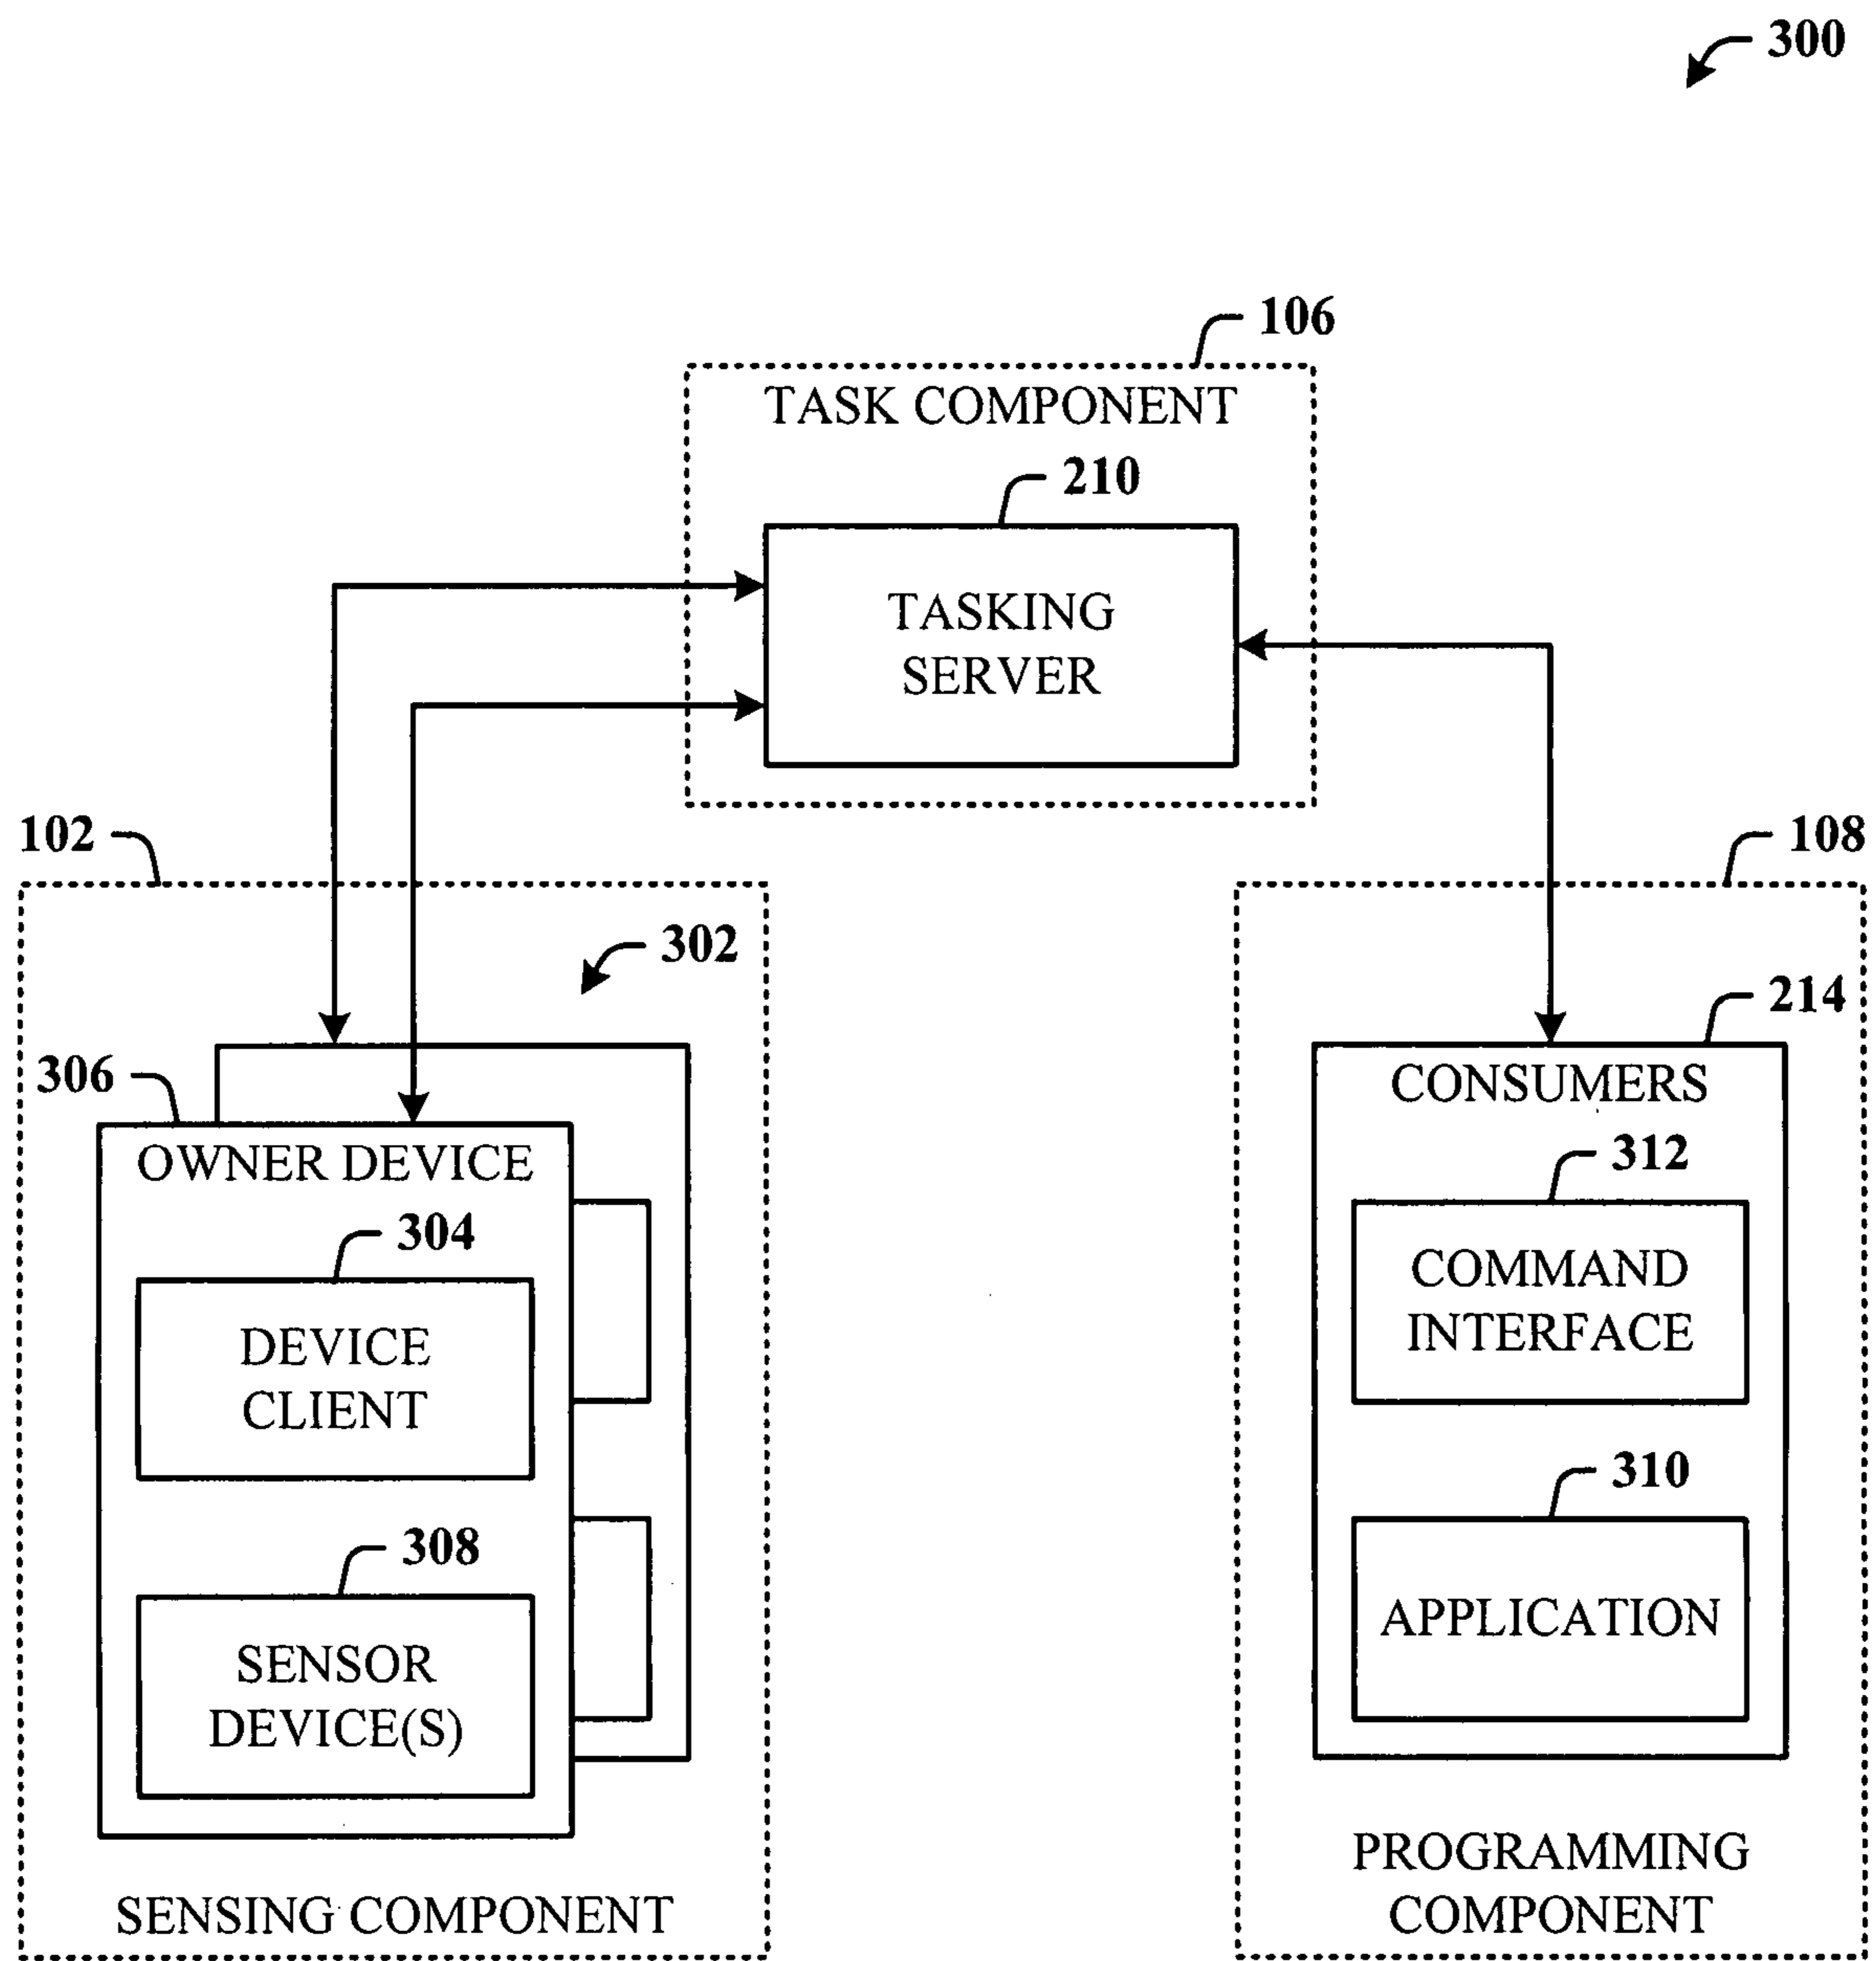 300
106
TASK COMPONENT
210
TASKING
SERVER
102
108
302
214
306
CONSUMERS
OWNER DEVICE
312
304
COMMAND
INTERFACE
DEVICE
CLIENT
310
308
APPLICATION
SENSOR
DEVICE(S)
PROGRAMMING
COMPONENT
SENSING COMPONENT